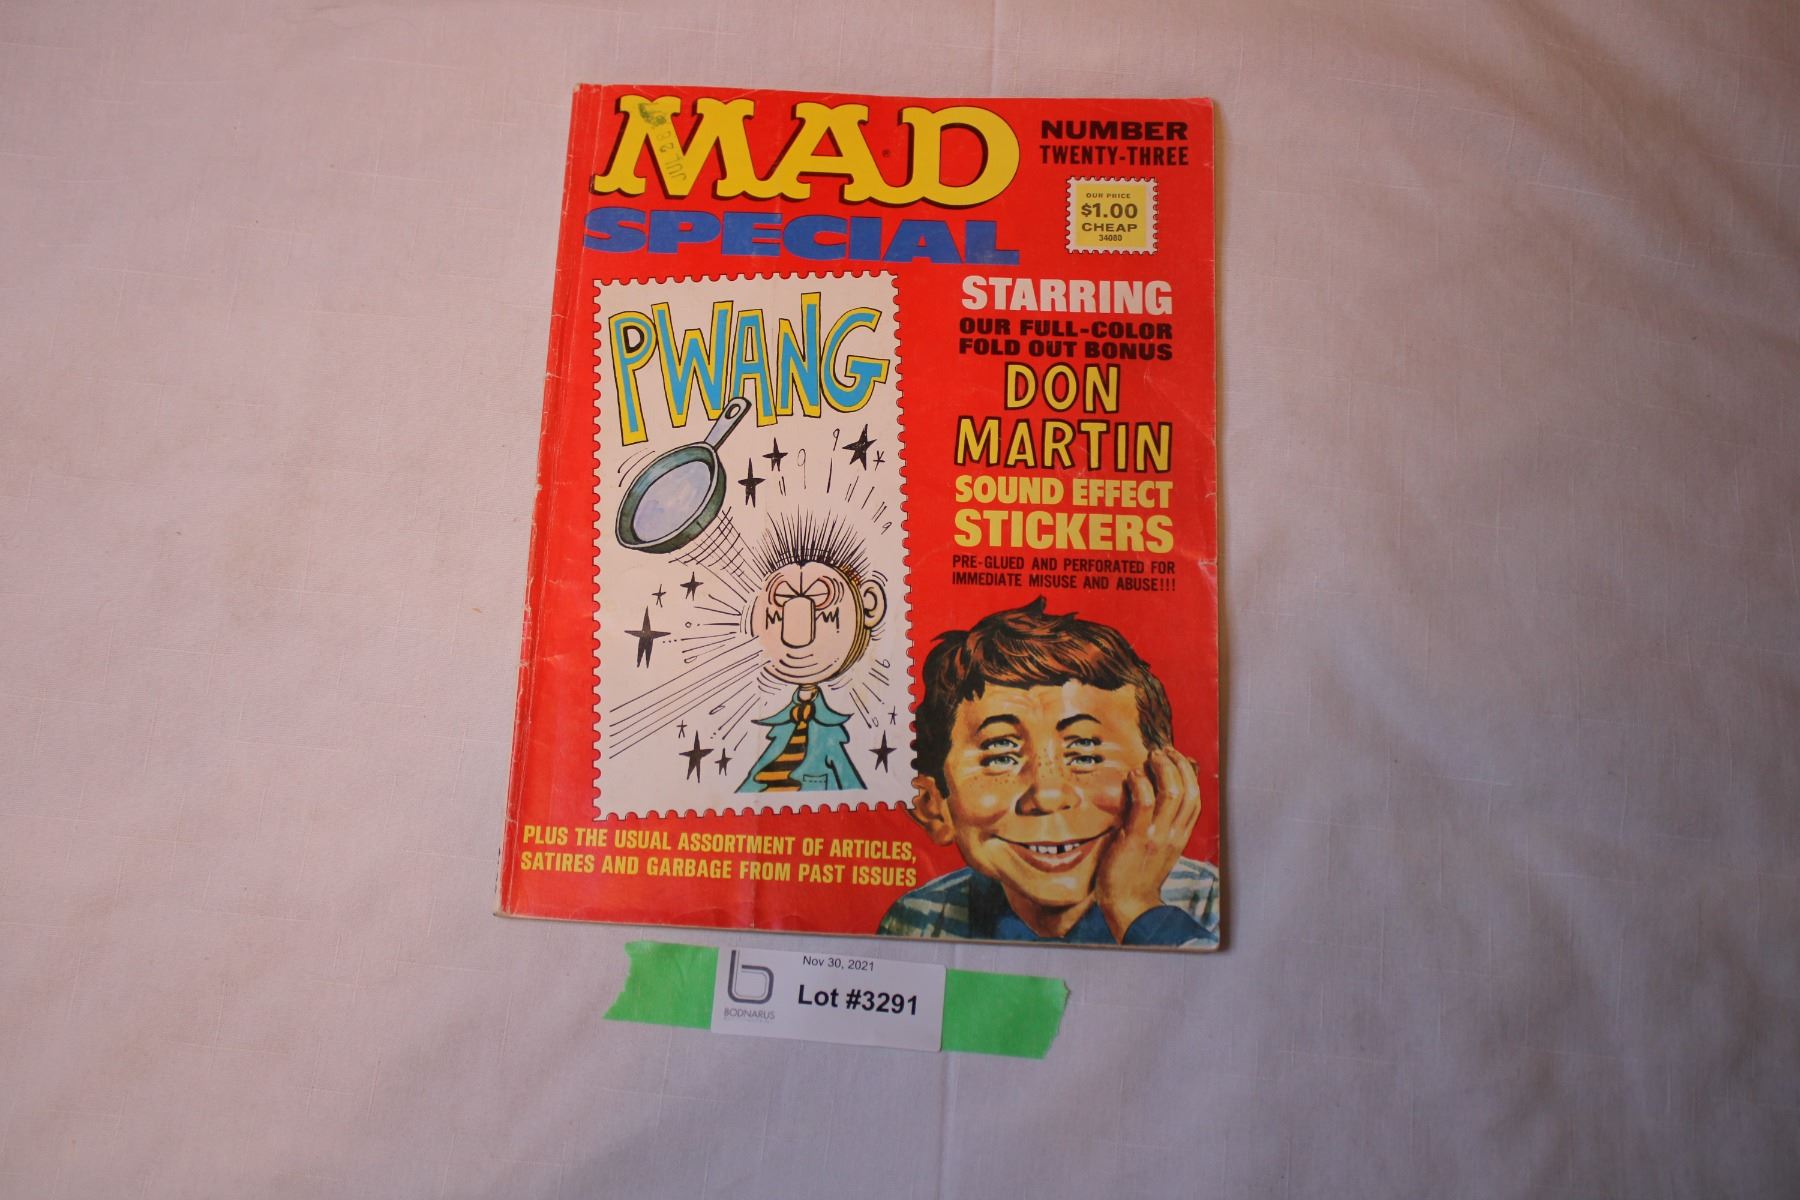 MAD
JUL 28
SPECIAL
NUMBER
TWENTY-THREE
OUR PRICE
$1.00
CHEAP
34080
PWANG
STARRING
OUR FULL-COLOR
FOLD OUT BONUS
DON
MARTIN
SOUND EFFECT
STICKERS
PRE-GLUED AND PERFORATED FOR
IMMEDIATE MISUSE AND ABUSE!!!
PLUS THE USUAL ASSORTMENT OF ARTICLES,
SATIRES AND GARBAGE FROM PAST ISSUES
Nov 30, 2021
Lot #3291
BODNARUS